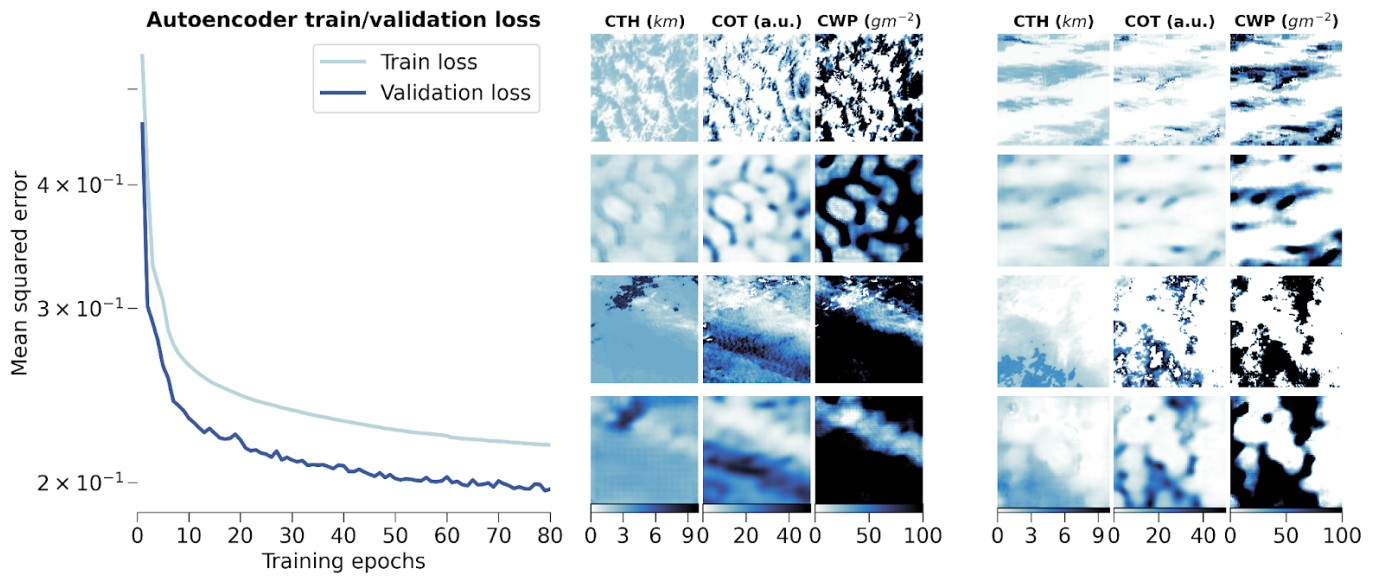 Autoencoder train/validation loss
Train loss
Validation loss
Mean squared error
4 × 10⁻¹
3 × 10⁻¹
2 × 10⁻¹
0 10 20 30 40 50 60 70 80
Training epochs
CTH (km) COT (a.u.) CWP (gm⁻²)
0 3 6 9 0 20 40 0 50 100
CTH (km) COT (a.u.) CWP (gm⁻²)
0 3 6 9 0 20 40 0 50 100